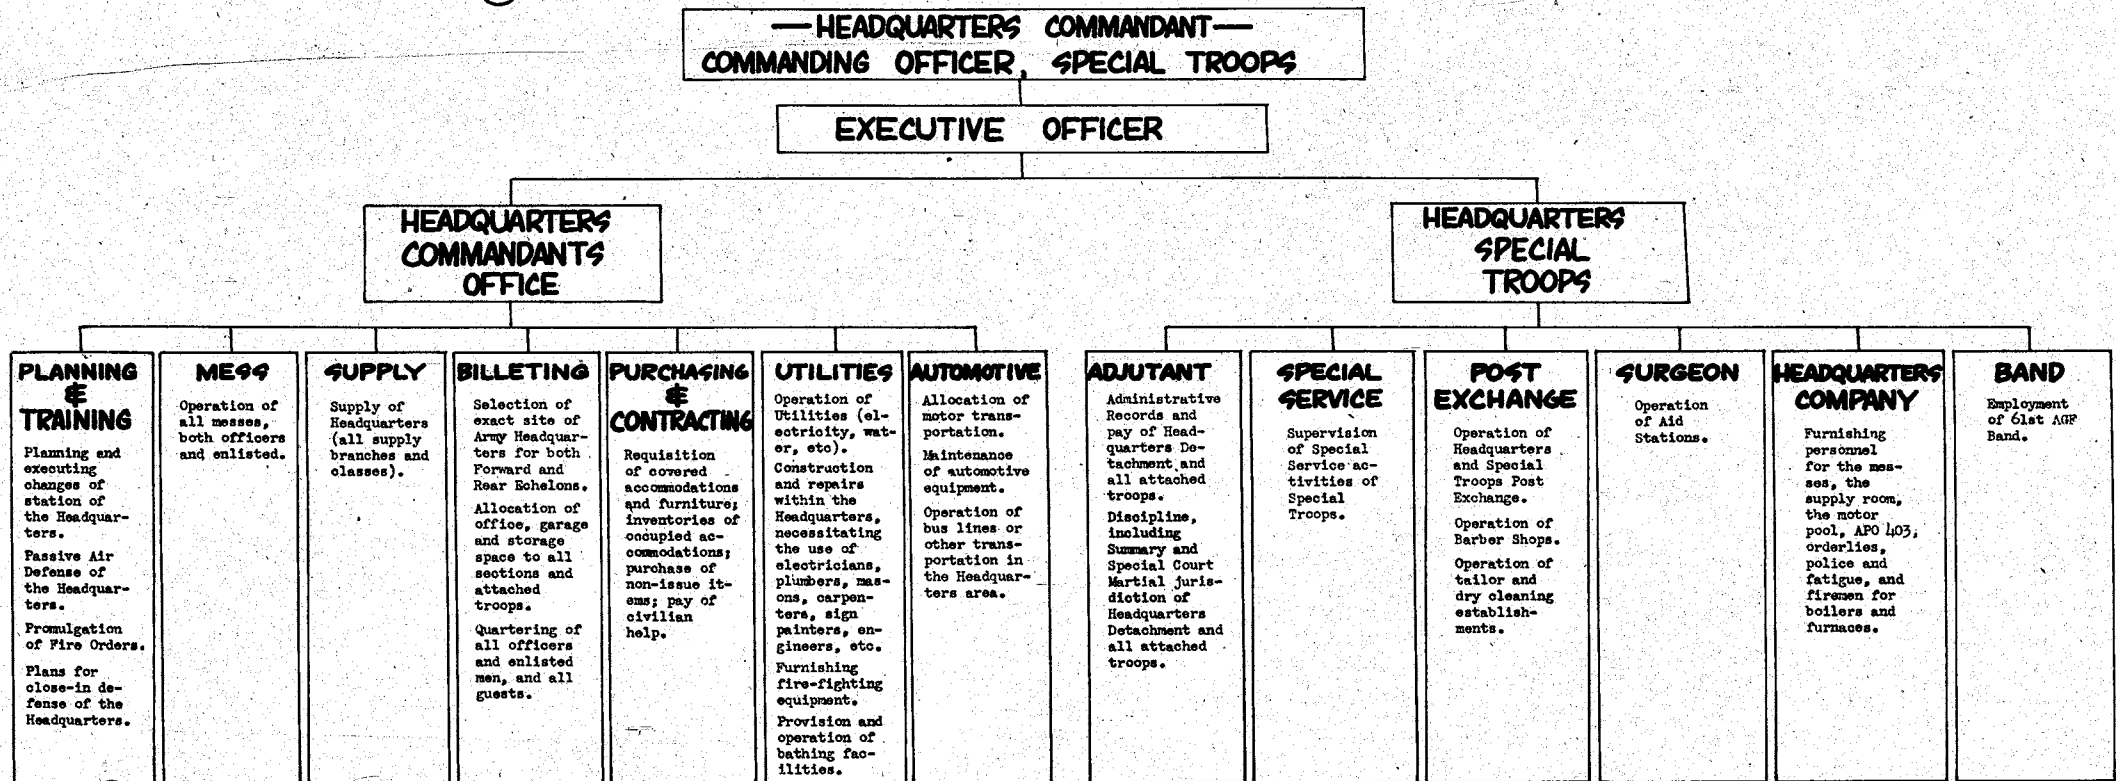 —HEADQUARTERS COMMANDANT—
COMMANDING OFFICER, SPECIAL TROOPS
EXECUTIVE OFFICER
HEADQUARTERS
COMMANDANTS
OFFICE
HEADQUARTERS
SPECIAL
TROOPS
PLANNING
&
TRAINING
Planning and
executing
changes of
station of
the Headquar-
ters.
Passive Air
Defense of
the Headquar-
ters.
Promulgation
of Fire Orders.
Plans for
close-in de-
fense of the
Headquarters.
MESS
Operation of
all messes,
both officers
and enlisted.
SUPPLY
Supply of
Headquarters
(all supply
branches and
classes).
BILLETING
Selection of
exact site of
Army Headquar-
ters for both
Forward and
Rear Echelons.
Allocation of
office, garage
and storage
space to all
sections and
attached
troops.
Quartering of
all officers
and enlisted
men, and all
guests.
PURCHASING
&
CONTRACTING
Requisition
of covered
accommodations
and furniture;
inventories of
occupied ac-
commodations;
purchase of
non-issue it-
ems; pay of
civilian
help.
UTILITIES
Operation of
Utilities (el-
ectricity, wat-
er, etc).
Construction
and repairs
within the
Headquarters,
necessitating
the use of
electricians,
plumbers, mas-
ons, carpen-
ters, sign
painters, en-
gineers, etc.
Furnishing
fire-fighting
equipment.
Provision and
operation of
bathing fac-
ilities.
AUTOMOTIVE
Allocation of
motor trans-
portation.
Maintenance
of automotive
equipment.
Operation of
bus lines or
other trans-
portation in
the Headquar-
ters area.
ADJUTANT
Administrative
Records and
pay of Head-
quarters De-
tachment and
all attached
troops.
Discipline,
including
Summary and
Special Court
Martial juris-
diction of
Headquarters
Detachment and
all attached
troops.
SPECIAL
SERVICE
Supervision
of Special
Service ac-
tivities of
Special
Troops.
POST
EXCHANGE
Operation of
Headquarters
and Special
Troops Post
Exchange.
Operation of
Barber Shops.
Operation of
tailor and
dry cleaning
establish-
ments.
SURGEON
Operation
of Aid
Stations.
HEADQUARTERS
COMPANY
Furnishing
personnel
for the mes-
ses, the
supply room,
the motor
pool, APO 403,
orderlies,
police and
fatigue, and
firemen for
boilers and
furnaces.
BAND
Employment
of 61st AGF
Band.